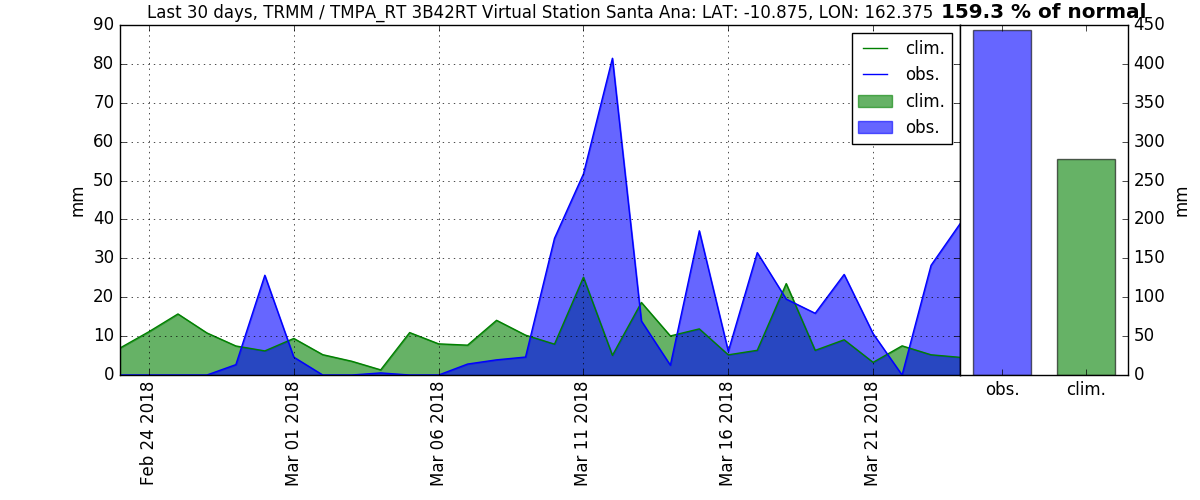 Last 30 days, TRMM / TMPA_RT 3B42RT Virtual Station Santa Ana: LAT: -10.875, LON: 162.375 159.3 % of normal
90
80
70
60
50
40
30
20
10
0
mm
clim.
obs.
clim.
obs.
Feb 24 2018
Mar 01 2018
Mar 06 2018
Mar 11 2018
Mar 16 2018
Mar 21 2018
450
400
350
300
250
200
150
100
50
0
mm
obs. clim.